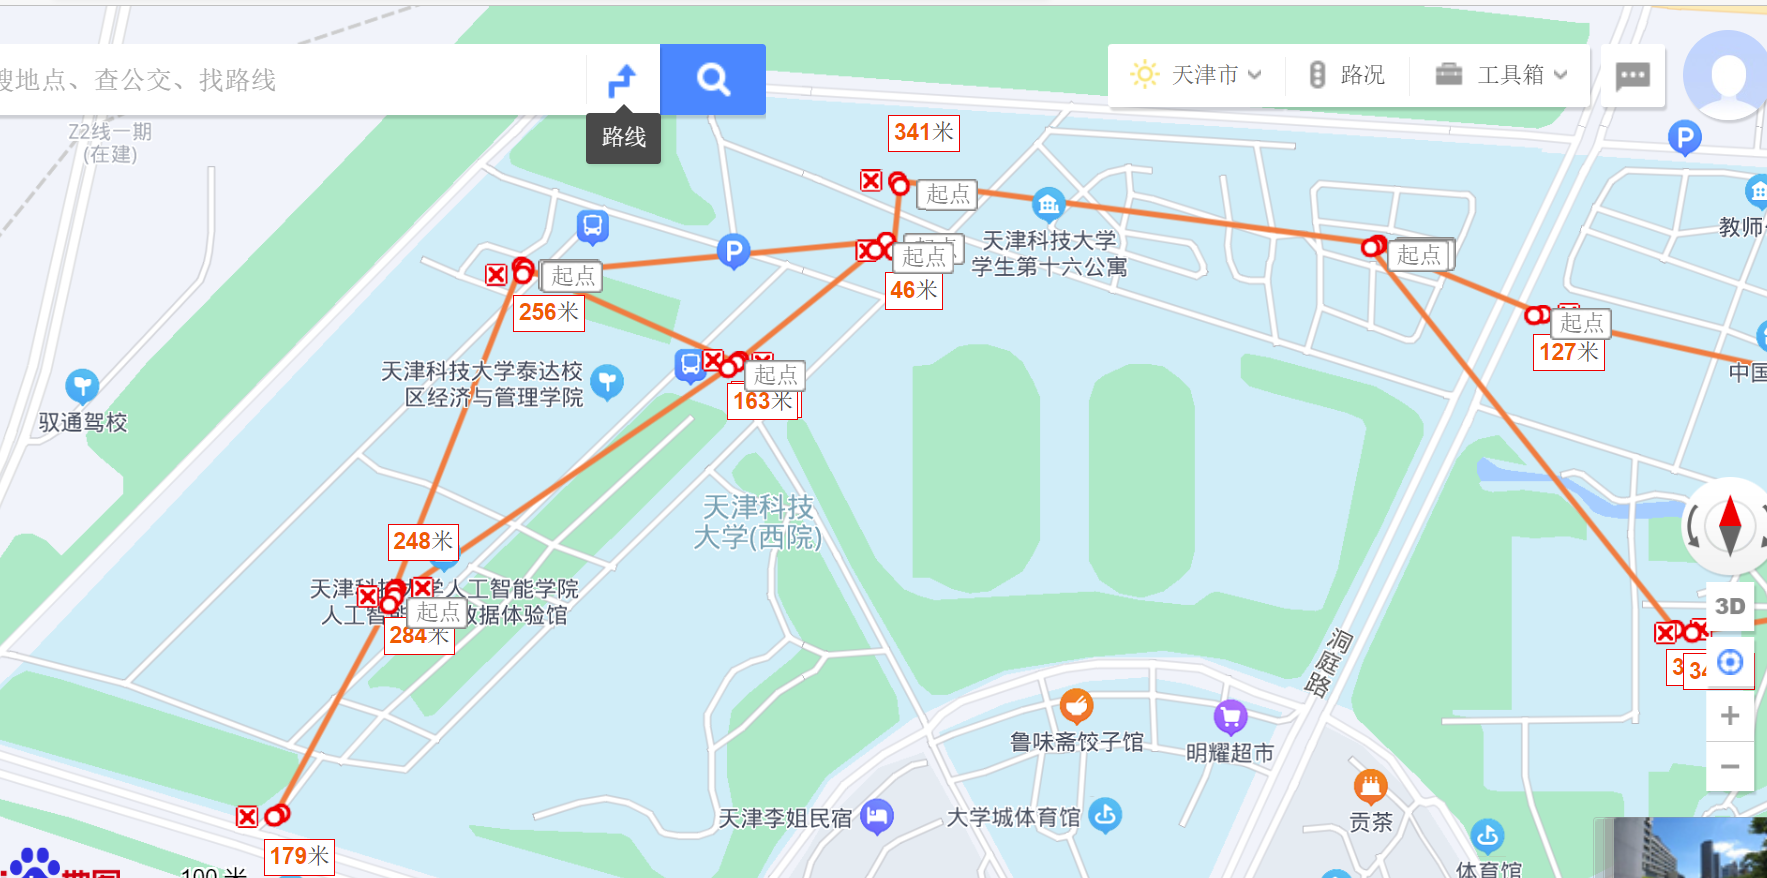 搜地点、查公交、找路线
路线
天津市
路况
工具箱
Z2线一期
(在建)
341米
起点
天津科技大学
学生第十六公寓
教师
P
P
起点
起点
46米
起点
256米
起点
127米
中国
天津科技大学泰达校
区经济与管理学院
起点
163米
驭通驾校
天津科技
大学(西院)
248米
天津科技大学人工智能学院
人工智能 数据体验馆
起点
284米
洞庭路
3D
鲁味斋饺子馆
明耀超市
天津李姐民宿
大学城体育馆
贡茶
体育馆
179米
100 米